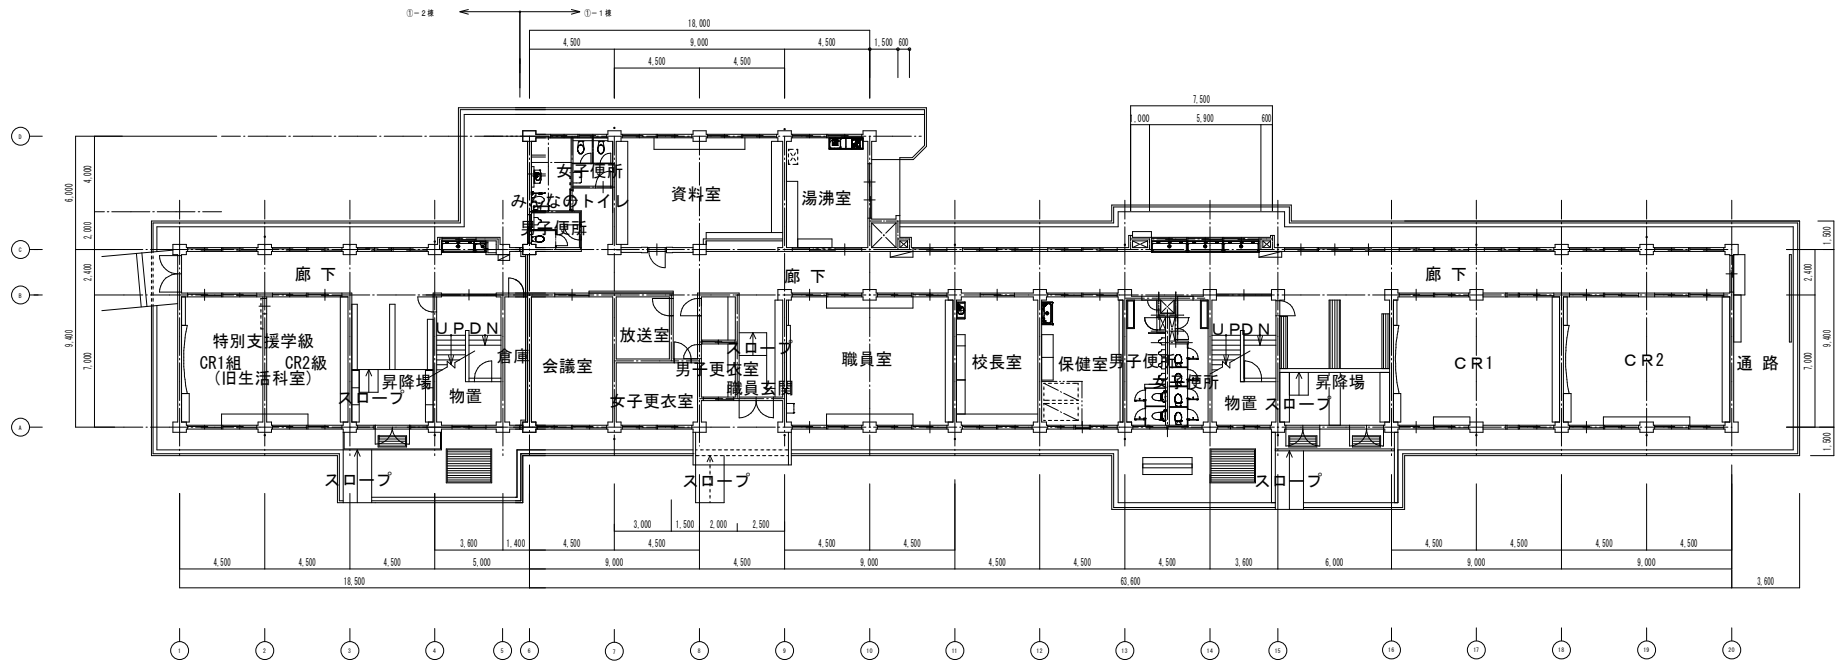 ①－2棟 ①－1棟
18,000
4,500 9,000 4,500 1,500 600
4,500 4,500
7,500
1,000 5,900 600
D
女子便所
みんなのトイレ
男子便所
資料室
湯沸室
6,000
4,000
2,000
C
廊 下 廊 下 廊 下
1,500
2,400
2,400
B
9,400
7,000
9,400
7,000
特別支援学級
CR1組 CR2級
(旧生活科室)
スロープ
昇降場
UPDN
物置
倉庫
会議室
放送室
女子更衣室
男子更衣室
スロープ
職員玄関
職員室
校長室
保健室
男子便所
女子便所
UPDN
物置
スロープ
昇降場
CR1
CR2
通 路
A
1,500
スロープ スロープ スロープ
3,000 1,500 2,000 2,500
3,600 1,400 4,500 4,500 4,500 4,500 4,500 4,500 4,500 4,500
4,500 4,500 4,500 5,000 9,000 4,500 9,000 4,500 4,500 4,500 3,600 6,000 9,000 9,000
18,500 63,600 3,600
1 2 3 4 5 6 7 8 9 10 11 12 13 14 15 16 17 18 19 20